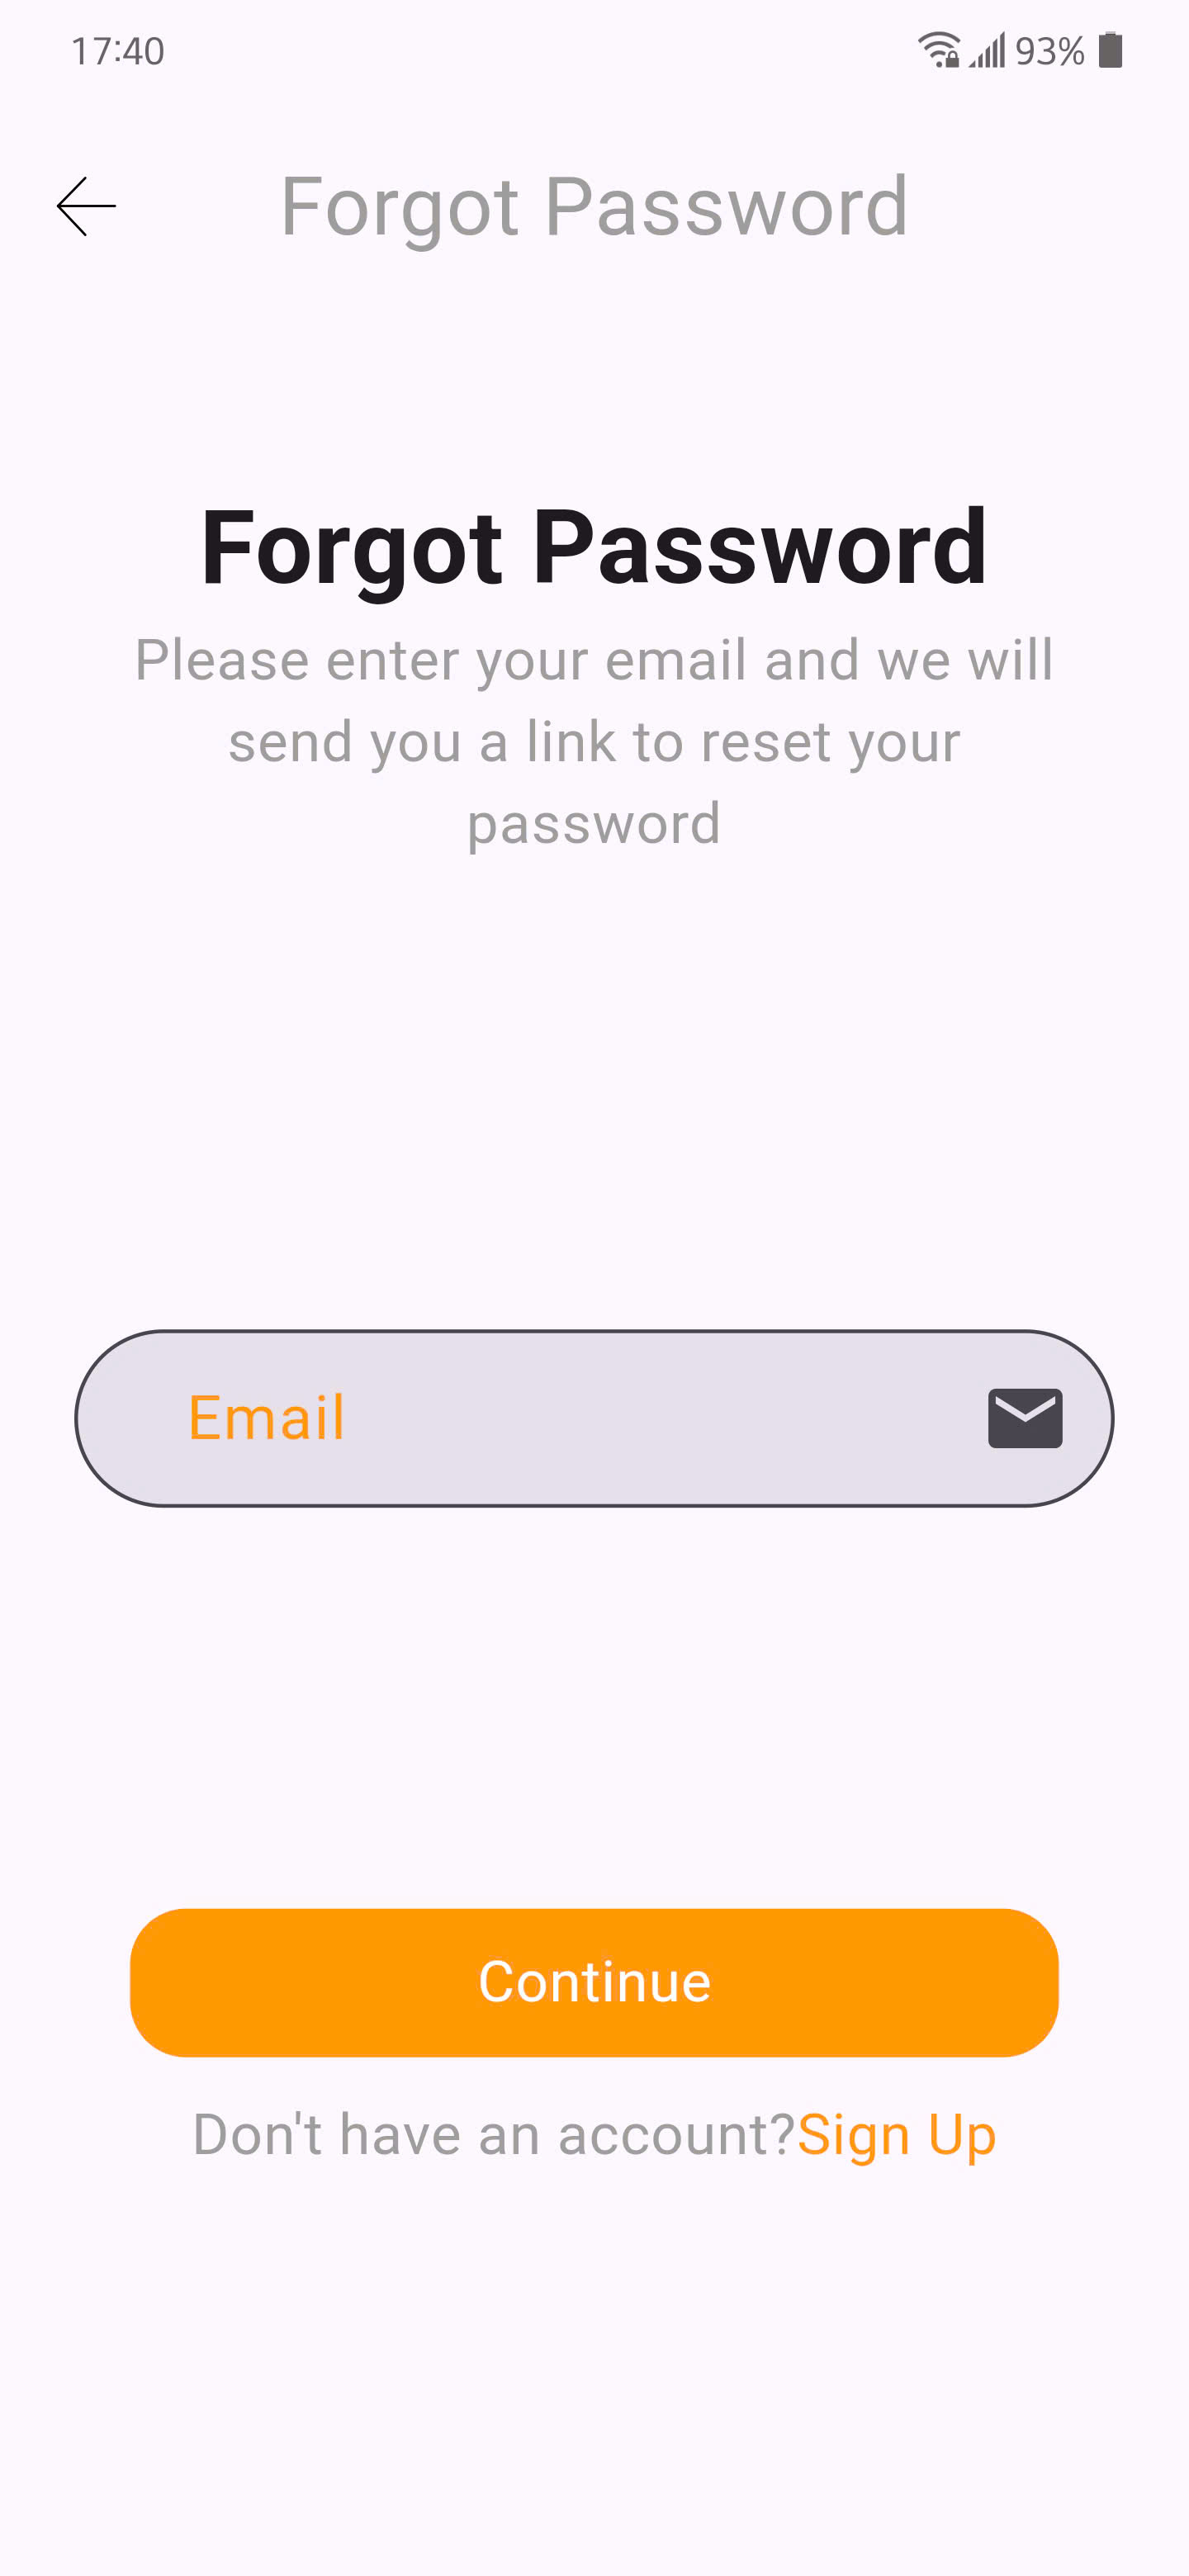 17:40 93%
Forgot Password
Forgot Password
Please enter your email and we will
send you a link to reset your
password
Email
Continue
Don't have an account?Sign Up